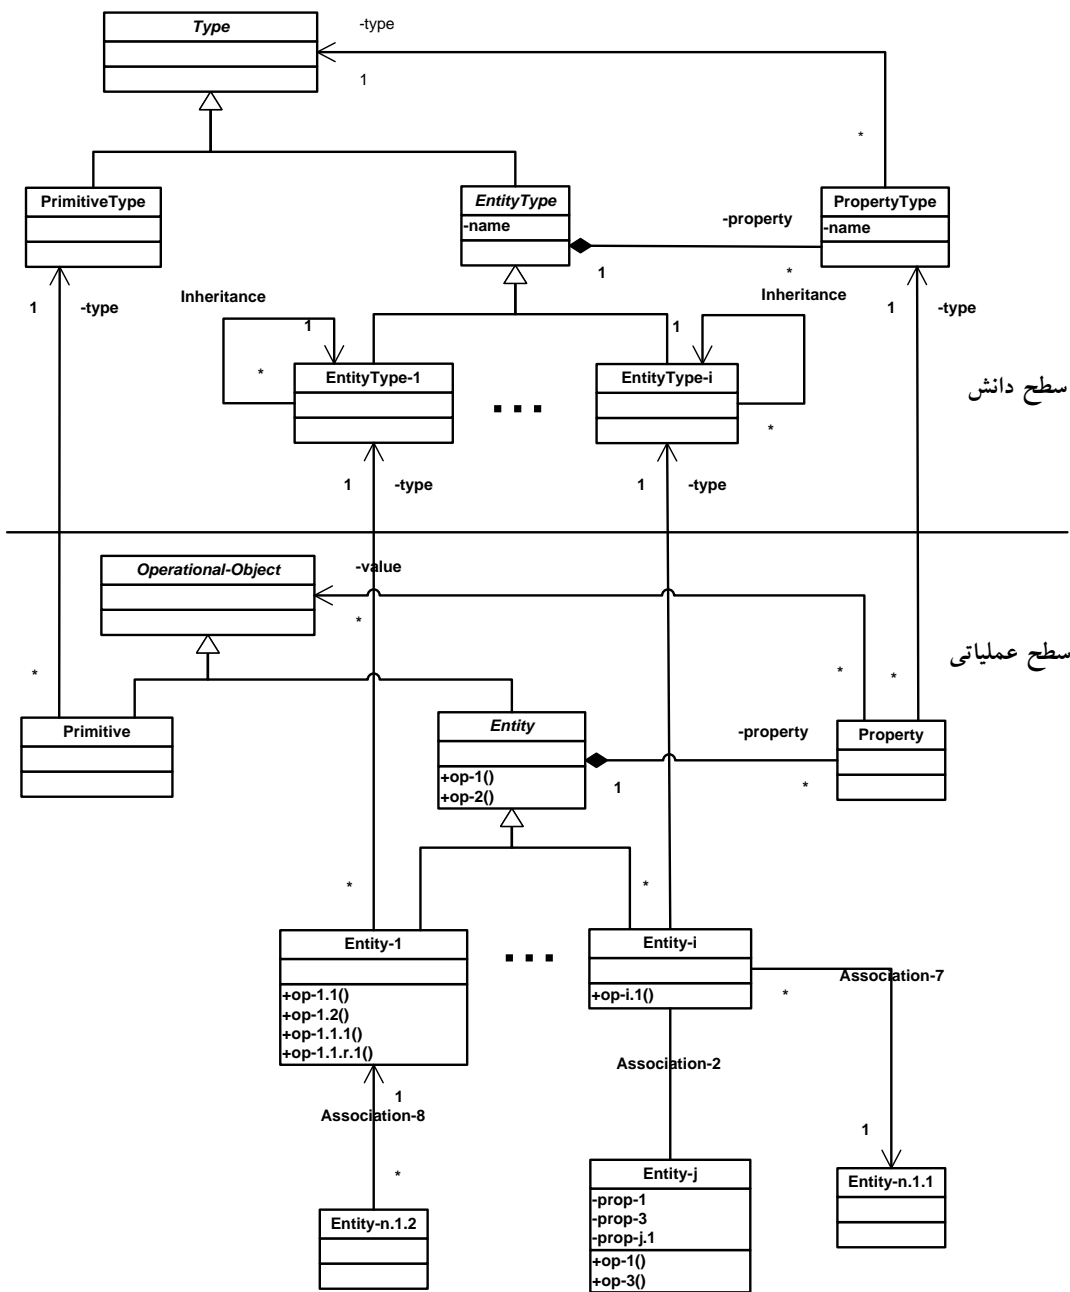 Type
-type
1
*
PrimitiveType
EntityType
-name
PropertyType
-name
-property
1
*
1
-type
Inheritance
1
*
Inheritance
1
*
1
-type
EntityType-1
...
EntityType-i
سطح دانش
1
-type
1
-type
Operational-Object
-value
*
سطح عملیاتی
*
*
*
Primitive
Entity
+op-1()
+op-2()
-property
1
*
Property
*
*
Entity-1
+op-1.1()
+op-1.2()
+op-1.1.1()
+op-1.1.r.1()
...
Entity-i
+op-i.1()
*
Association-7
1
Association-8
*
Association-2
1
Entity-n.1.2
Entity-j
-prop-1
-prop-3
-prop-j.1
+op-1()
+op-3()
Entity-n.1.1